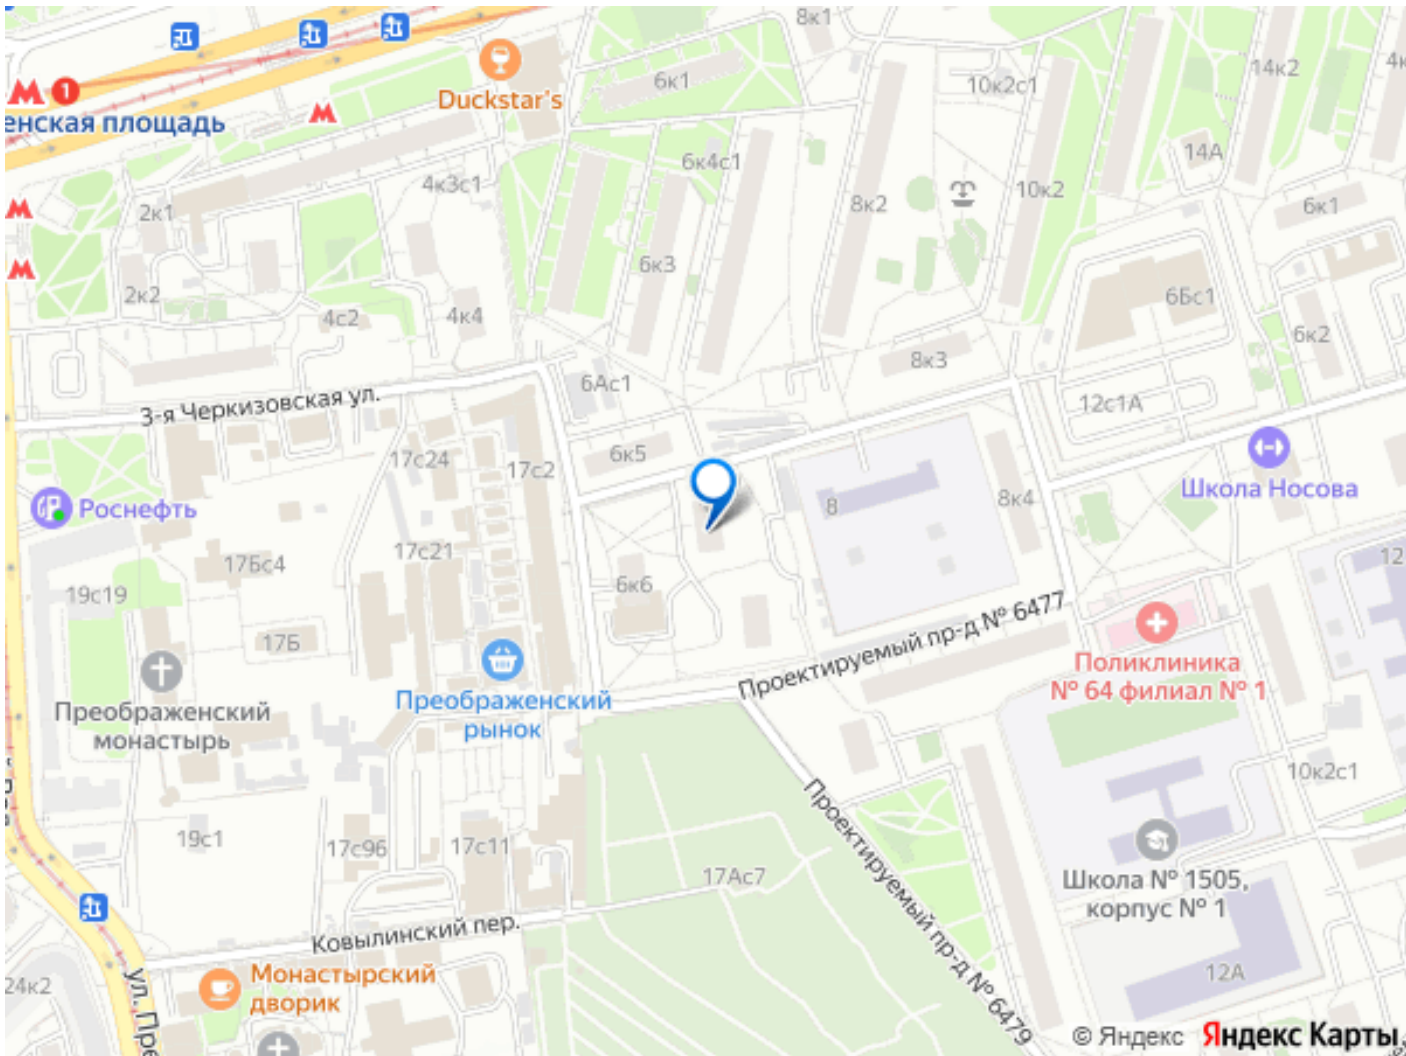 8к1
Duckstar's
6к1
10к2с1
14к2
1
енская площадь
4к3с1
6к4с1
14А
2к1
8к2
10к2
6к1
6к3
2к2
4с2
4к4
6Бс1
6к2
8к3
6Ас1
3-я Черкизовская ул.
12с1А
17с24
17с2
6к5
Школа Носова
Роснефть
8
8к4
17с21
17Бс4
6к6
19с19
12
17Б
Проектируемый пр-д № 6477
Преображенский
монастырь
Преображенский
рынок
Поликлиника
№ 64 филиал № 1
10к2с1
Проектируемый пр-д № 6479
19с1
17с96
17с11
17Ас7
Школа № 1505,
корпус № 1
Ковылинский пер.
Монастырский
дворик
24к2
ул. Пре
12А
© Яндекс Яндекс Карты